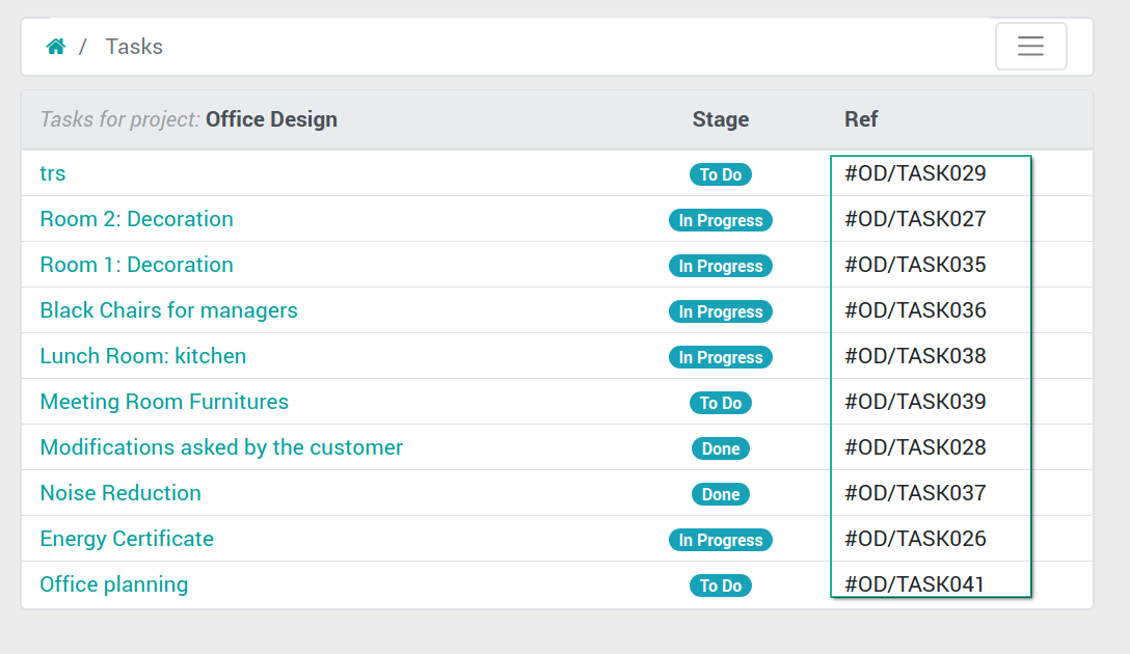 / Tasks
Tasks for project: Office Design Stage Ref
trs To Do #OD/TASK029
Room 2: Decoration In Progress #OD/TASK027
Room 1: Decoration In Progress #OD/TASK035
Black Chairs for managers In Progress #OD/TASK036
Lunch Room: kitchen In Progress #OD/TASK038
Meeting Room Furnitures To Do #OD/TASK039
Modifications asked by the customer Done #OD/TASK028
Noise Reduction Done #OD/TASK037
Energy Certificate In Progress #OD/TASK026
Office planning To Do #OD/TASK041